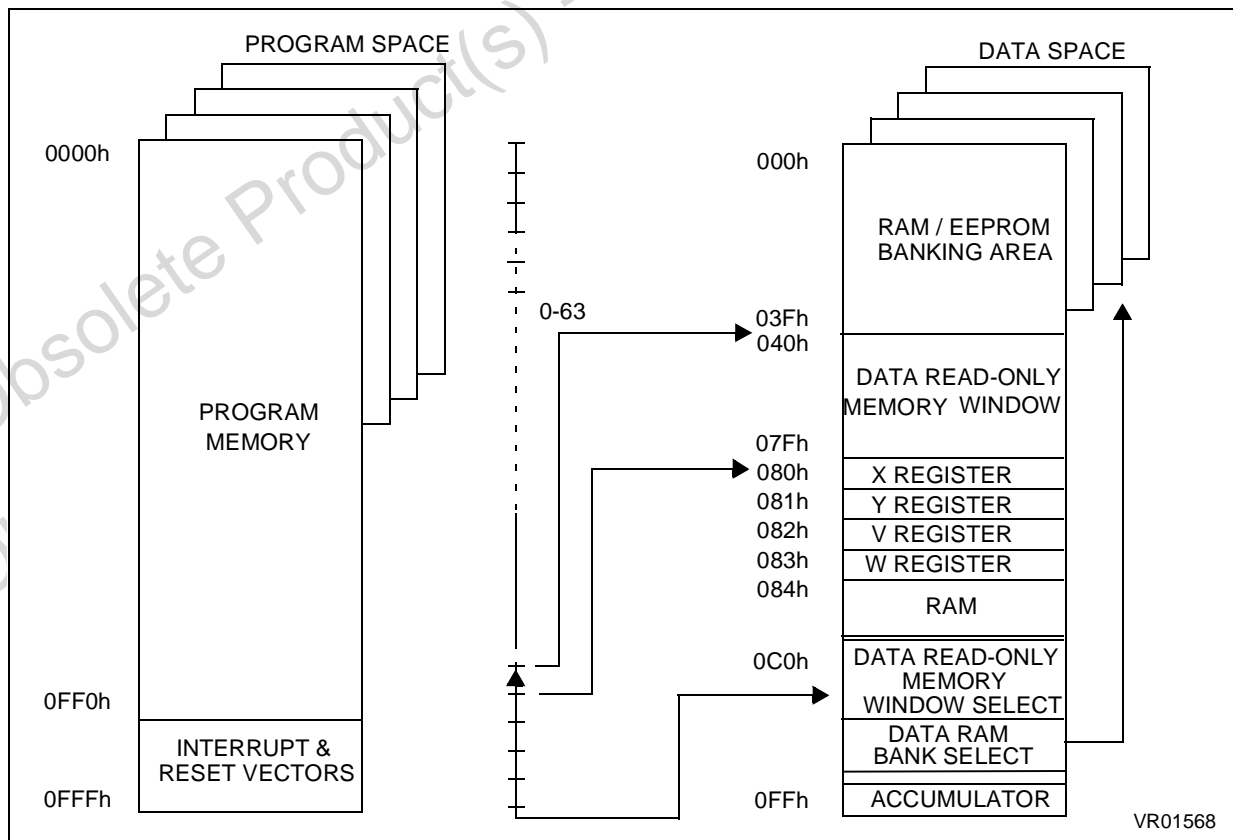 PROGRAM SPACE
0000h
PROGRAM
MEMORY
0FF0h
INTERRUPT &
RESET VECTORS
0FFFh
0-63
DATA SPACE
000h
RAM / EEPROM
BANKING AREA
03Fh
040h
DATA READ-ONLY
MEMORY WINDOW
07Fh
080h
X REGISTER
081h
Y REGISTER
082h
V REGISTER
083h
W REGISTER
084h
RAM
0C0h
DATA READ-ONLY
MEMORY
WINDOW SELECT
DATA RAM
BANK SELECT
0FFh
ACCUMULATOR
VR01568
Obsolete Product(s)